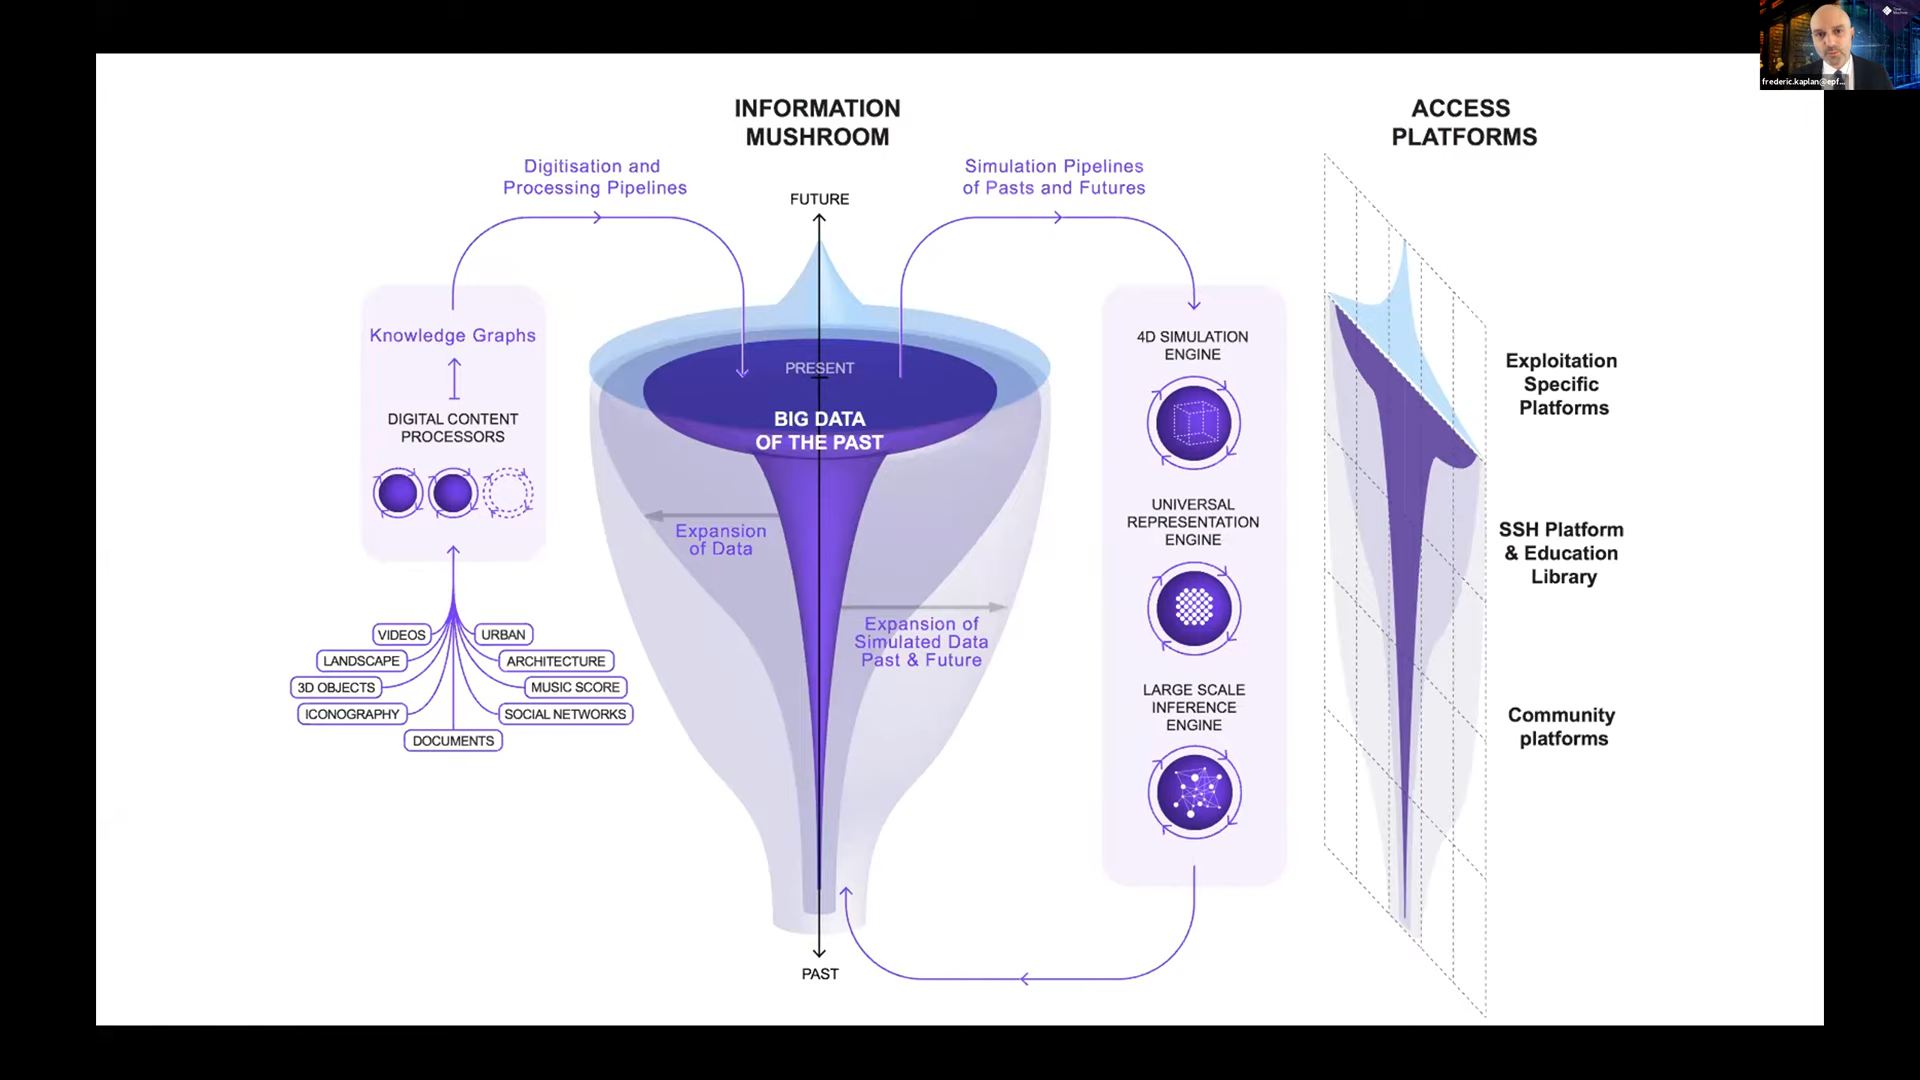 frederic.kaplan@epf...
INFORMATION
MUSHROOM
ACCESS
PLATFORMS
Digitisation and
Processing Pipelines
Simulation Pipelines
of Pasts and Futures
FUTURE
Knowledge Graphs
DIGITAL CONTENT
PROCESSORS
VIDEOS
URBAN
LANDSCAPE
ARCHITECTURE
3D OBJECTS
MUSIC SCORE
ICONOGRAPHY
SOCIAL NETWORKS
DOCUMENTS
PRESENT
BIG DATA
OF THE PAST
Expansion
of Data
Expansion of
Simulated Data
Past & Future
PAST
4D SIMULATION
ENGINE
UNIVERSAL
REPRESENTATION
ENGINE
LARGE SCALE
INFERENCE
ENGINE
Exploitation
Specific
Platforms
SSH Platform
& Education
Library
Community
platforms